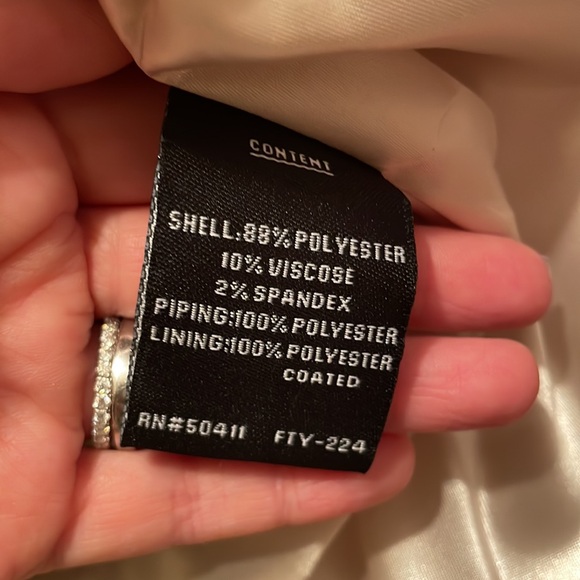 CONTENT
SHELL:88%POLYESTER
10%VISCOSE
2%SPANDEX
PIPING:100%POLYESTER
LINING:100%POLYESTER
COATED
RN#50411 FTY-224